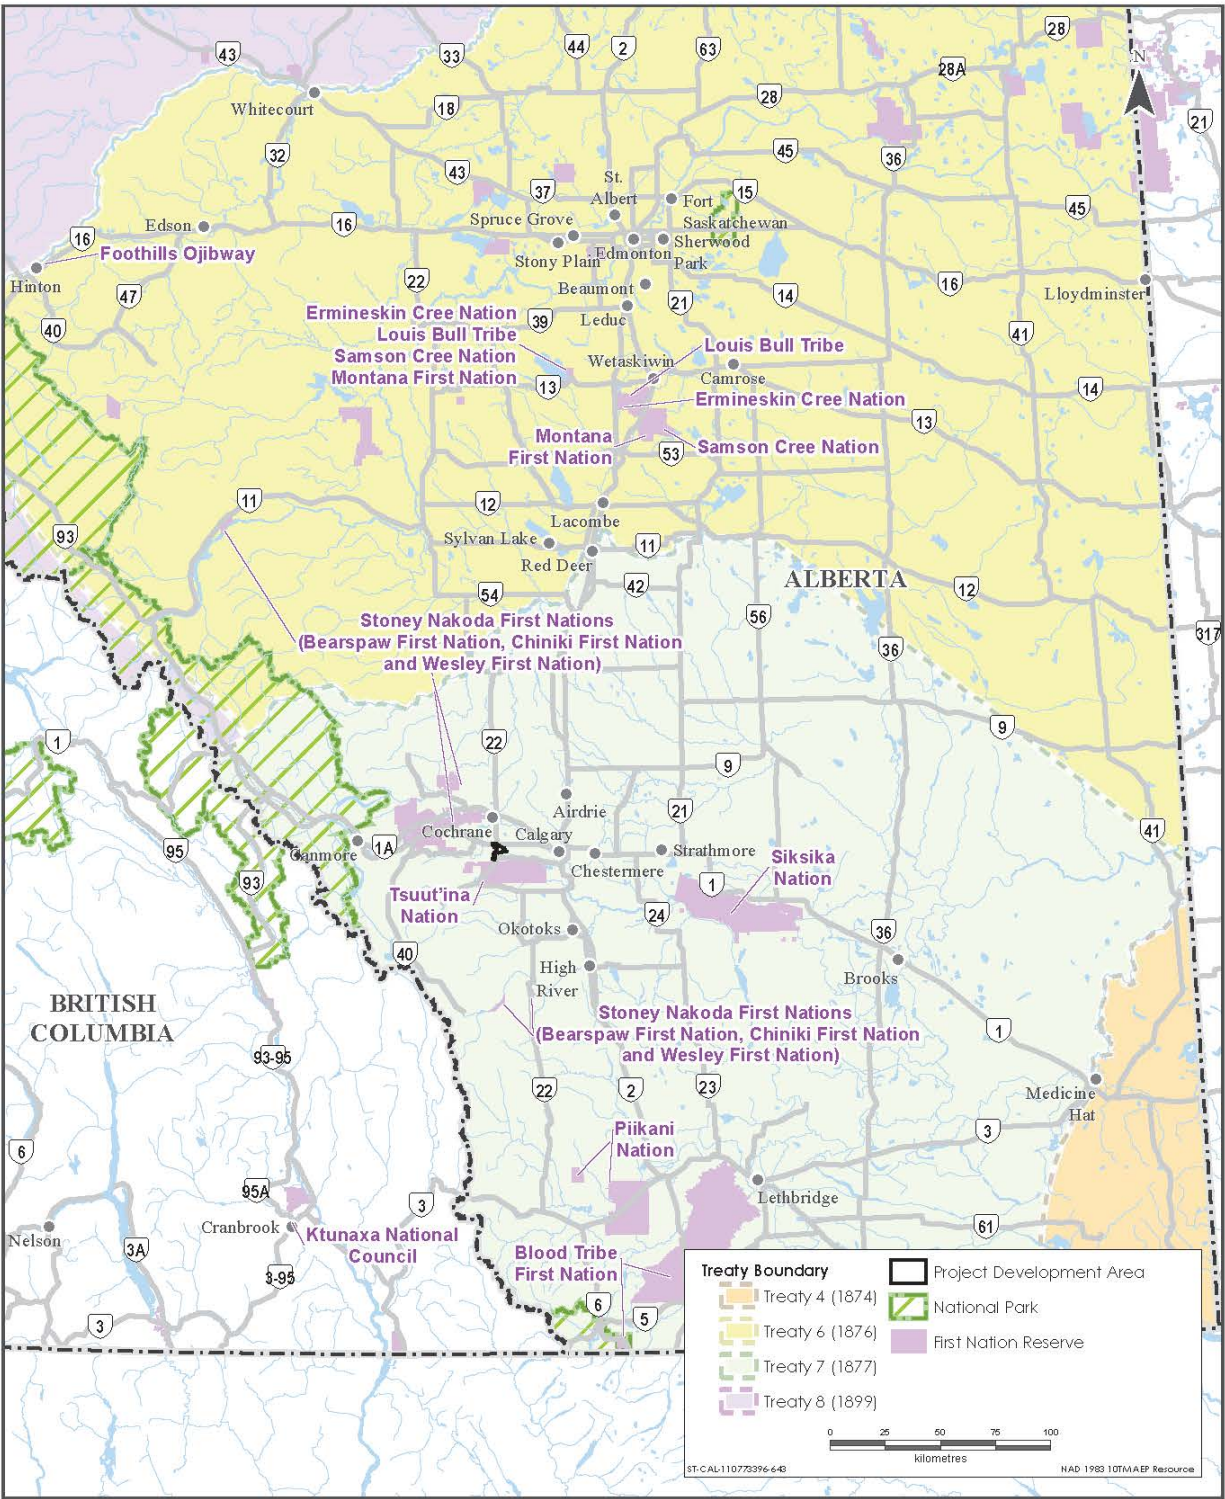 43
33
44
2
63
28
28A
N
Whitecourt
18
28
21
32
43
45
36
37
St.
Albert
15
Fort
Saskatchewan
45
Edson
16
16
Spruce Grove
Stony Plain
Edmonton
Sherwood
Park
Foothills Ojibway
Hinton
47
22
Beaumont
21
14
16
Lloydminster
40
Ermineskin Cree Nation
Louis Bull Tribe
Samson Cree Nation
Montana First Nation
39
Leduc
41
Wetaskiwin
Louis Bull Tribe
13
Camrose
14
Ermineskin Cree Nation
13
Montana
First Nation
Samson Cree Nation
53
11
12
Lacombe
93
Sylvan Lake
Red Deer
11
ALBERTA
54
42
12
56
Stoney Nakoda First Nations
(Bearspaw First Nation, Chiniki First Nation
and Wesley First Nation)
36
317
1
22
9
9
Airdrie
21
41
Cochrane
Calgary
Canmore
1A
95
Strathmore
Chestermere
Siksika
Nation
93
1
Tsuut'ina
Nation
24
Okotoks
36
40
High
River
Brooks
BRITISH
COLUMBIA
Stoney Nakoda First Nations
(Bearspaw First Nation, Chiniki First Nation
and Wesley First Nation)
1
93-95
22
2
23
Medicine
Hat
Piikani
Nation
3
6
95A
3
Lethbridge
Cranbrook
Nelson
61
3A
Ktunaxa National
Council
3-95
Blood Tribe
First Nation
6
5
3
Treaty Boundary
Treaty 4 (1874)
Treaty 6 (1876)
Treaty 7 (1877)
Treaty 8 (1899)
Project Development Area
National Park
First Nation Reserve
0 25 50 75 100
kilometres
ST-CAL-110773396-643
NAD 1983 10TM AEP Resource